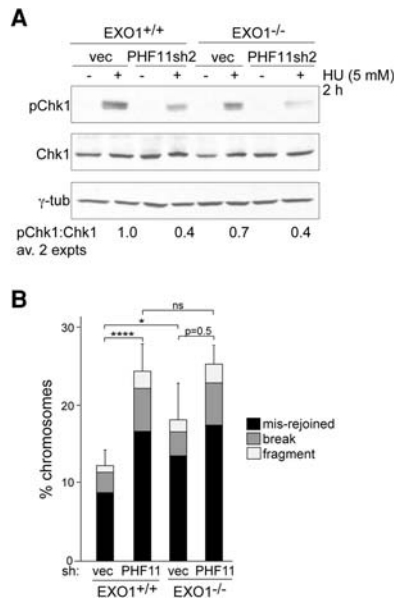 A
EXO1+/+ EXO1-/-
vec PHF11sh2 vec PHF11sh2
- + - + - + - + HU (5 mM)
2 h
pChk1
Chk1
γ-tub
pChk1:Chk1 1.0 0.4 0.7 0.4
av. 2 expts
B
ns
*
**** p=0.5
30
20
10
0
% chromosomes
mis-rejoined
break
fragment
sh: vec PHF11 vec PHF11
EXO1+/+ EXO1-/-